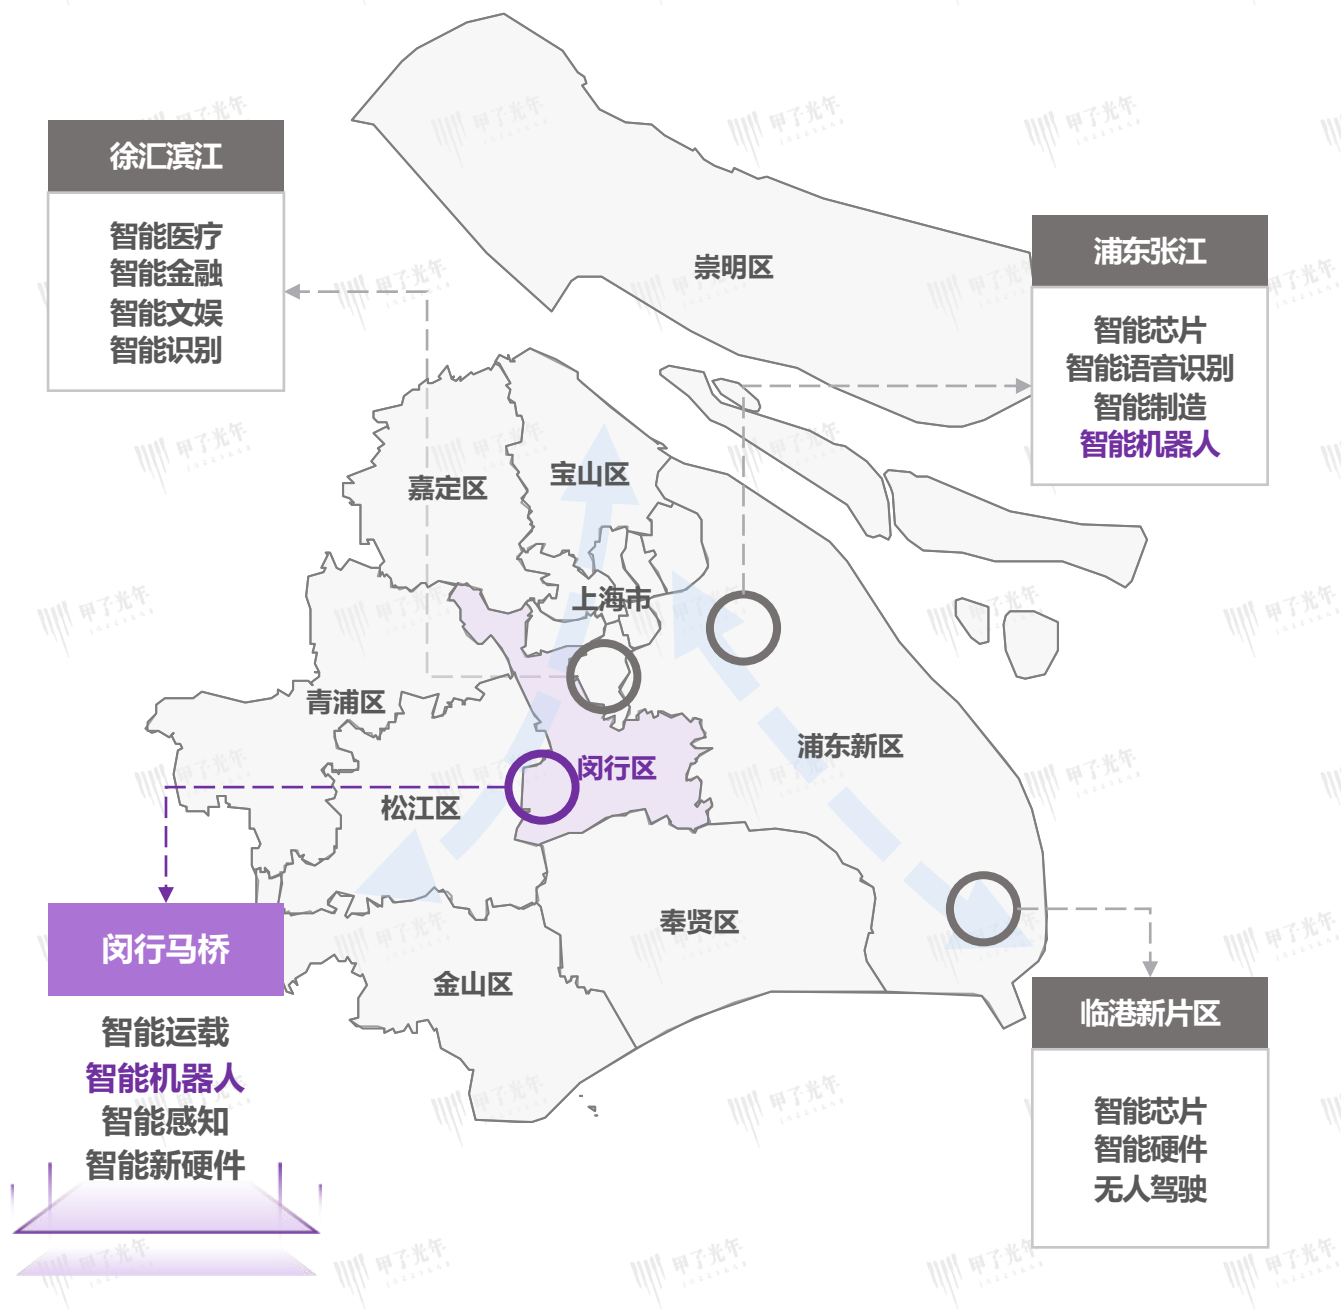 甲子光年
徐汇滨江
智能医疗
智能金融
智能文娱
智能识别
浦东张江
智能芯片
智能语音识别
智能制造
智能机器人
崇明区
宝山区
嘉定区
上海市
青浦区
浦东新区
闵行区
松江区
奉贤区
金山区
闵行马桥
智能运载
智能机器人
智能感知
智能新硬件
临港新片区
智能芯片
智能硬件
无人驾驶